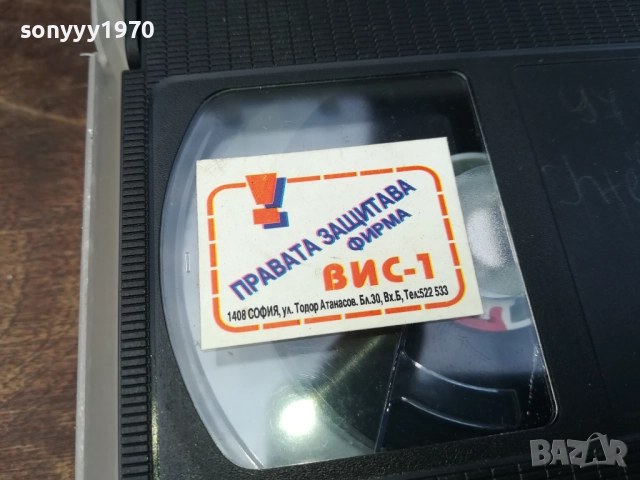 sonyyy1970
ПРАВАТА ЗАЩИТАВА
ФИРМА
ВИС-1
1408 СОФИЯ, ул. Тодор Атанасов. Бл.30, Вх.Б, Тел:522 533
BAZAR